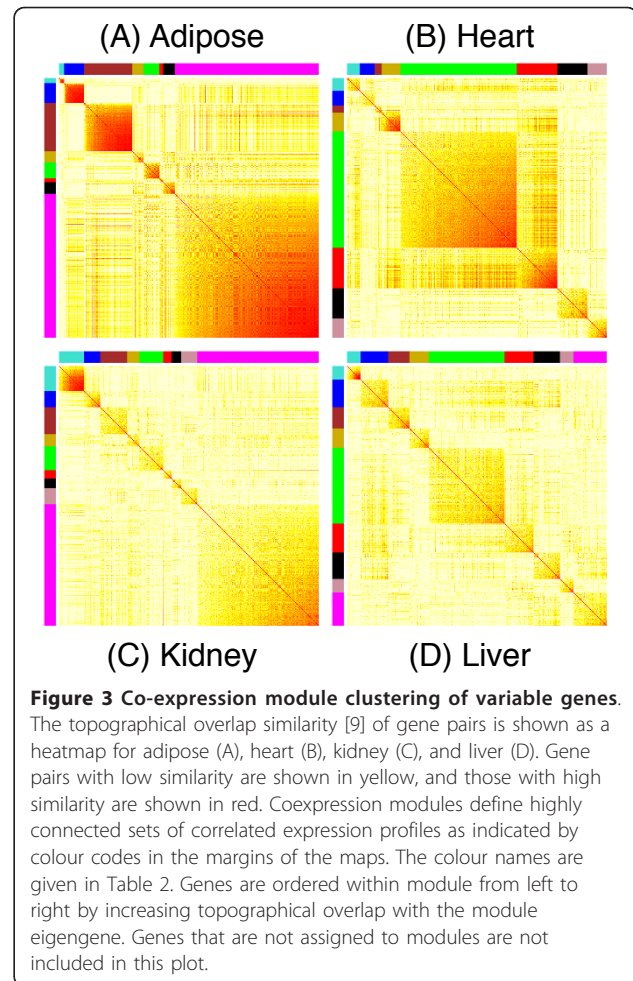 (A) Adipose
(B) Heart
(C) Kidney
(D) Liver
Figure 3 Co-expression module clustering of variable genes.
The topographical overlap similarity [9] of gene pairs is shown as a
heatmap for adipose (A), heart (B), kidney (C), and liver (D). Gene
pairs with low similarity are shown in yellow, and those with high
similarity are shown in red. Coexpression modules define highly
connected sets of correlated expression profiles as indicated by
colour codes in the margins of the maps. The colour names are
given in Table 2. Genes are ordered within module from left to
right by increasing topographical overlap with the module
eigengene. Genes that are not assigned to modules are not
included in this plot.